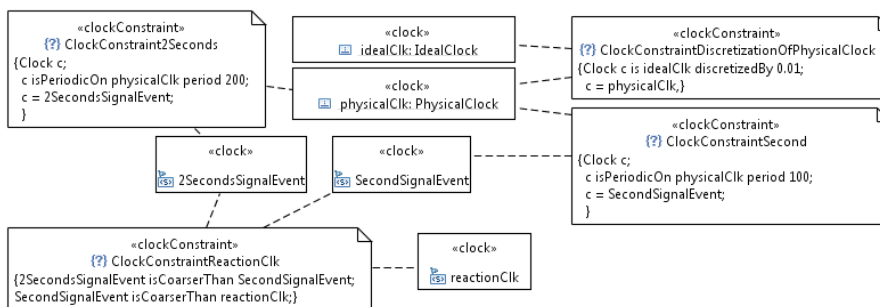 «clockConstraint»
{?} ClockConstraint2Seconds
{Clock c;
c isPeriodicOn physicalClk period 200;
c = 2SecondsSignalEvent;
}
«clock»
idealClk: IdealClock
«clock»
physicalClk: PhysicalClock
«clockConstraint»
{?} ClockConstraintDiscretizationOfPhysicalClock
{Clock c is idealClk discretizedBy 0.01;
c = physicalClk,}
«clockConstraint»
{?} ClockConstraintSecond
{Clock c;
c isPeriodicOn physicalClk period 100;
c = SecondSignalEvent;
}
«clock»
2SecondsSignalEvent
«clock»
SecondSignalEvent
«clockConstraint»
{?} ClockConstraintReactionClk
{2SecondsSignalEvent isCoarserThan SecondSignalEvent;
SecondSignalEvent isCoarserThan reactionClk;}
«clock»
reactionClk